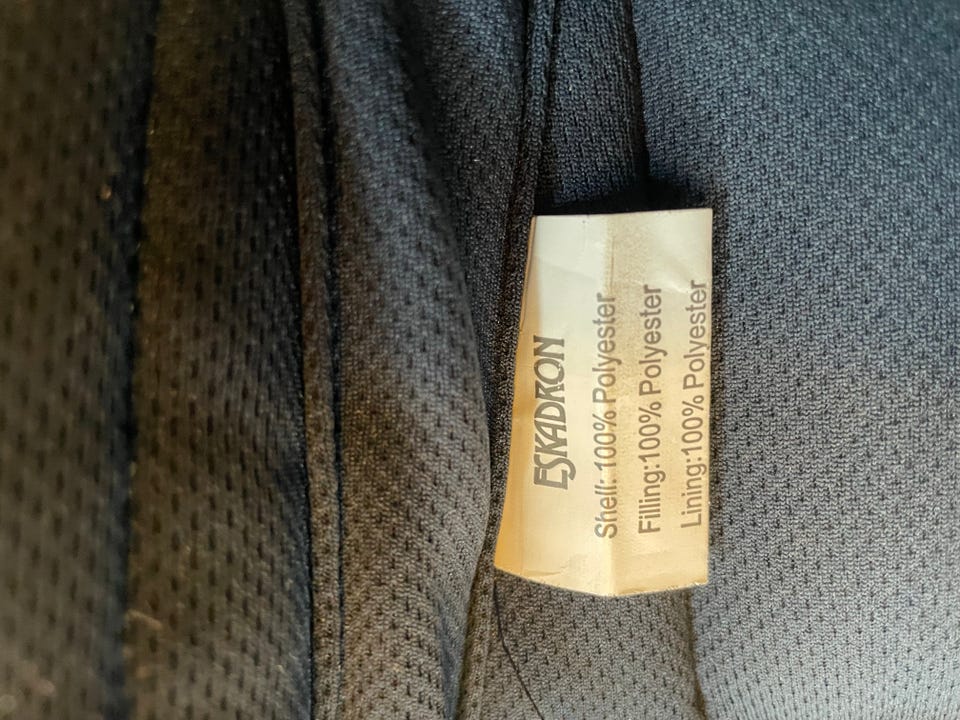 ESKADRON
Shell: 100% Polyester
Filling:100% Polyester
Lining:100% Polyester